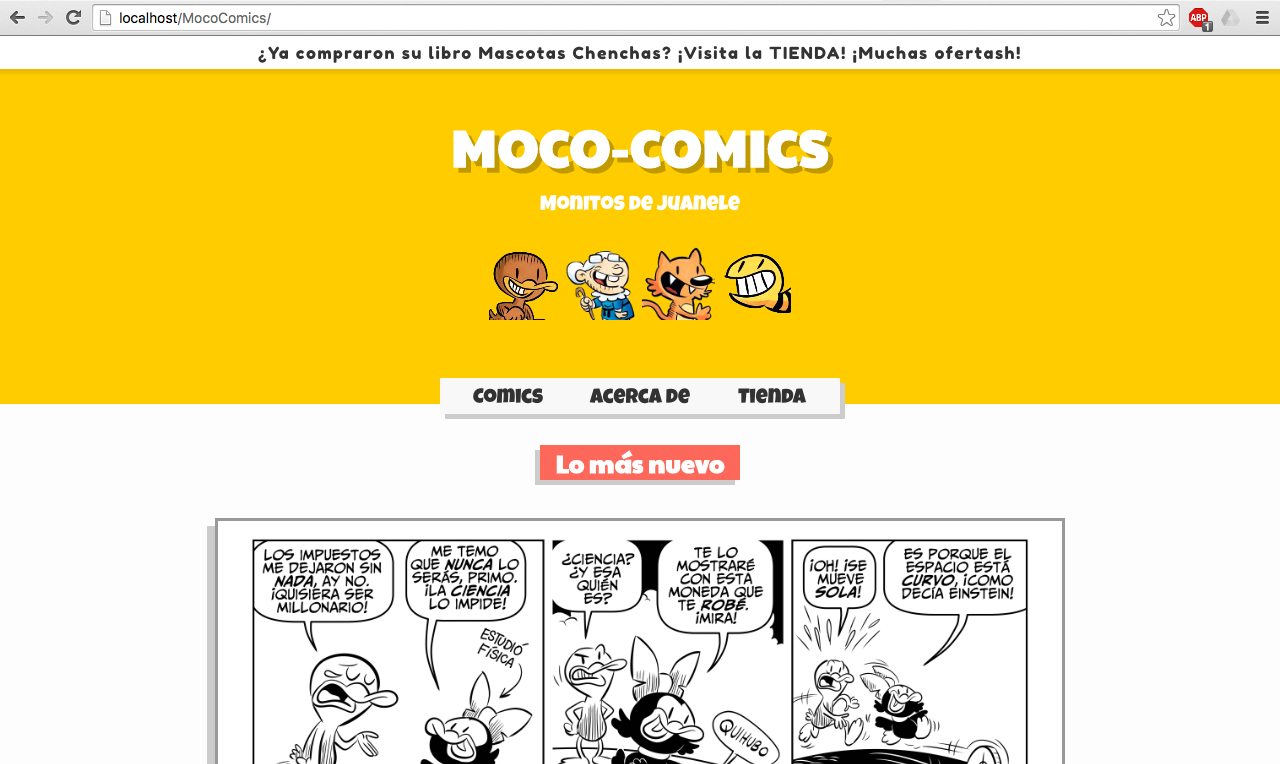 localhost/MocoComics/
ABP
1
¿Ya compraron su libro Mascotas Chenchas? ¡Visita la TIENDA! ¡Muchas ofertash!
MOCO-COMICS
Monitos de Juanele
Comics
Acerca de
Tienda
Lo más nuevo
LOS IMPUESTOS
ME DEJARON SIN
NADA, AY NO.
¡QUISIERA SER
MILLONARIO!
ME TEMO
QUE NUNCA LO
SERÁS, PRIMO.
¡LA CIENCIA
LO IMPIDE!
ESTUDIÓ
FÍSICA
¿CIENCIA?
¿Y ESA
QUIÉN
ES?
TE LO
MOSTRARÉ
CON ESTA
MONEDA QUE
TE ROBÉ.
¡MIRA!
QUIHUBO
¡OH! ¡SE
MUEVE
SOLA!
ES PORQUE EL
ESPACIO ESTÁ
CURVO, ¡COMO
DECÍA EINSTEIN!